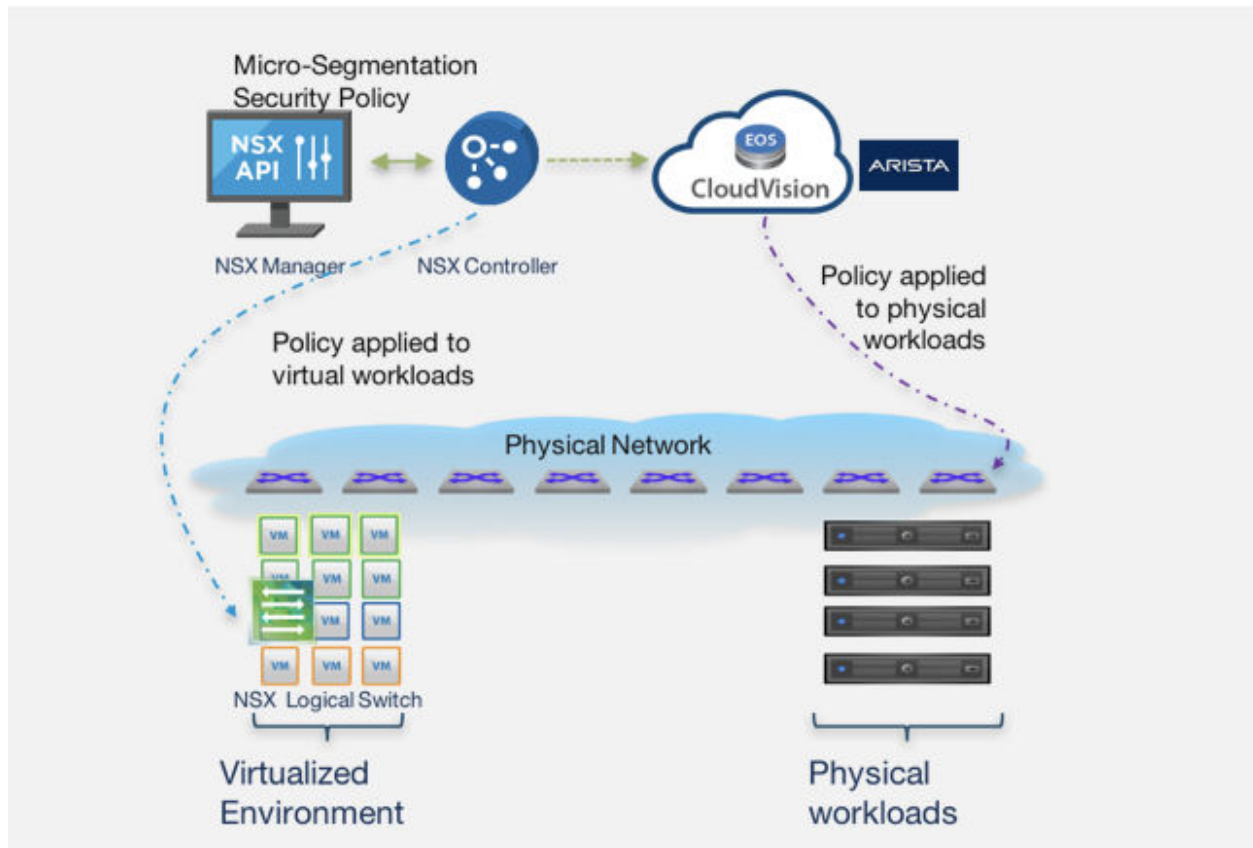 Micro-Segmentation
Security Policy
NSX
API
EOS
CloudVision
ARISTA
NSX Manager
NSX Controller
Policy applied
to physical
workloads
Policy applied to
virtual workloads
Physical Network
VM VM VM
VM VM VM
VM VM
VM VM VM
NSX Logical Switch
Virtualized
Environment
Physical
workloads